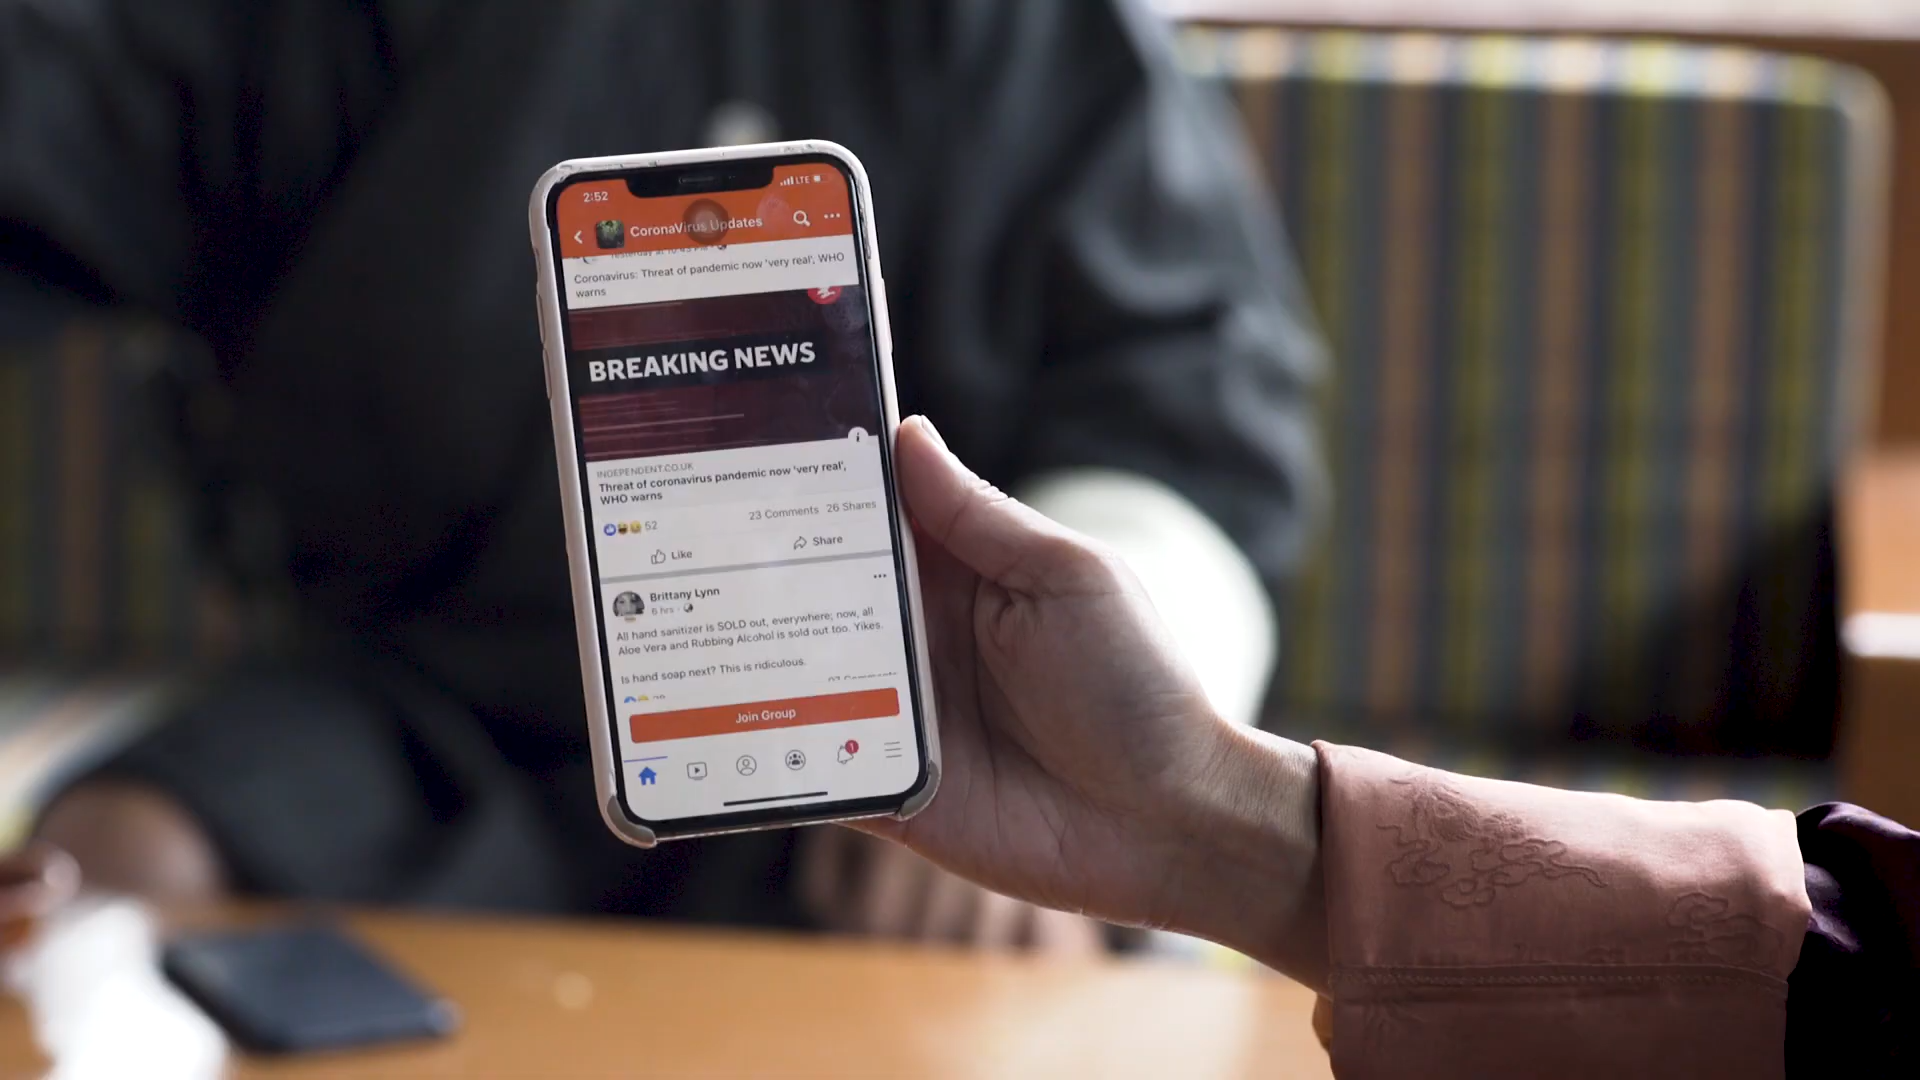 2:52
LTE
CoronaVirus Updates
Coronavirus: Threat of pandemic now 'very real', WHO
warns
BREAKING NEWS
INDEPENDENT.CO.UK
Threat of coronavirus pandemic now 'very real',
WHO warns
52
23 Comments 26 Shares
Like
Share
Brittany Lynn
6 hrs
All hand sanitizer is SOLD out, everywhere; now, all
Aloe Vera and Rubbing Alcohol is sold out too. Yikes.
Is hand soap next? This is ridiculous.
Join Group
1